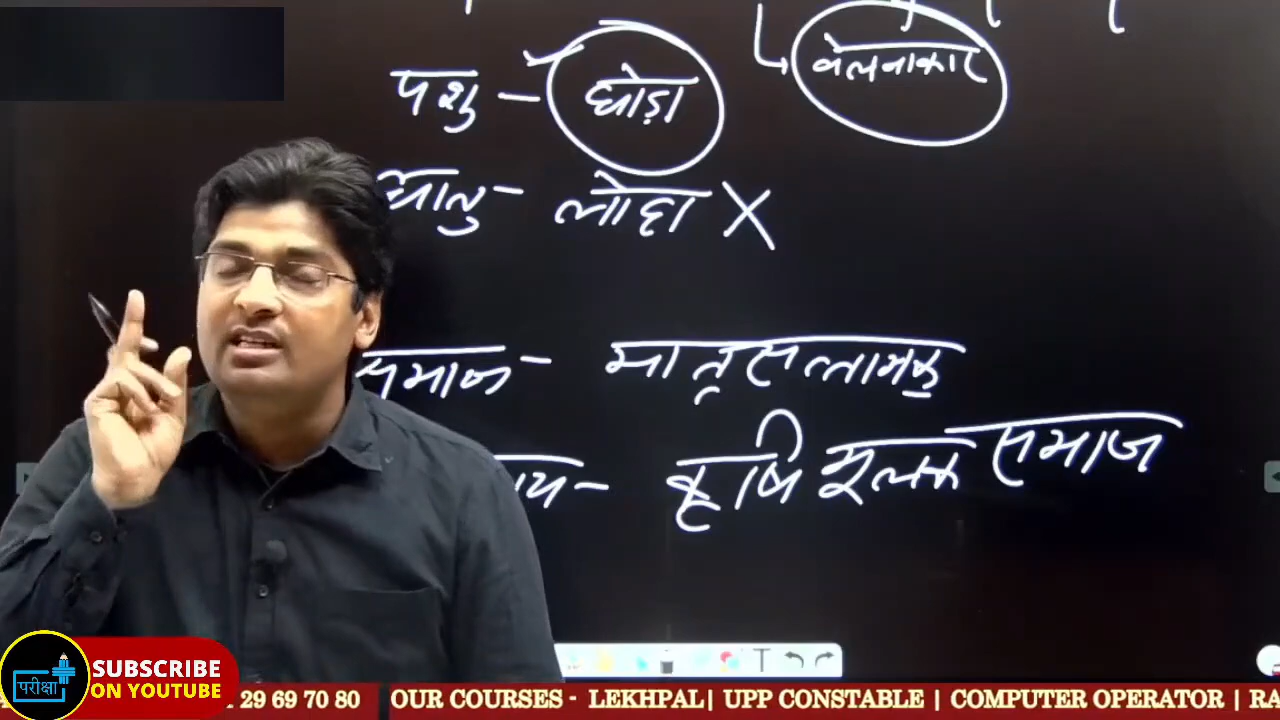 वेलनाकार
पशु - घोड़ा
धातु - लोहा X
समाज - मातृसत्तामक
कृषि मूलक समाज
T
परीक्षा
SUBSCRIBE
ON YOUTUBE
29 69 70 80 OUR COURSES - LEKHPAL| UPP CONSTABLE | COMPUTER OPERATOR | RA